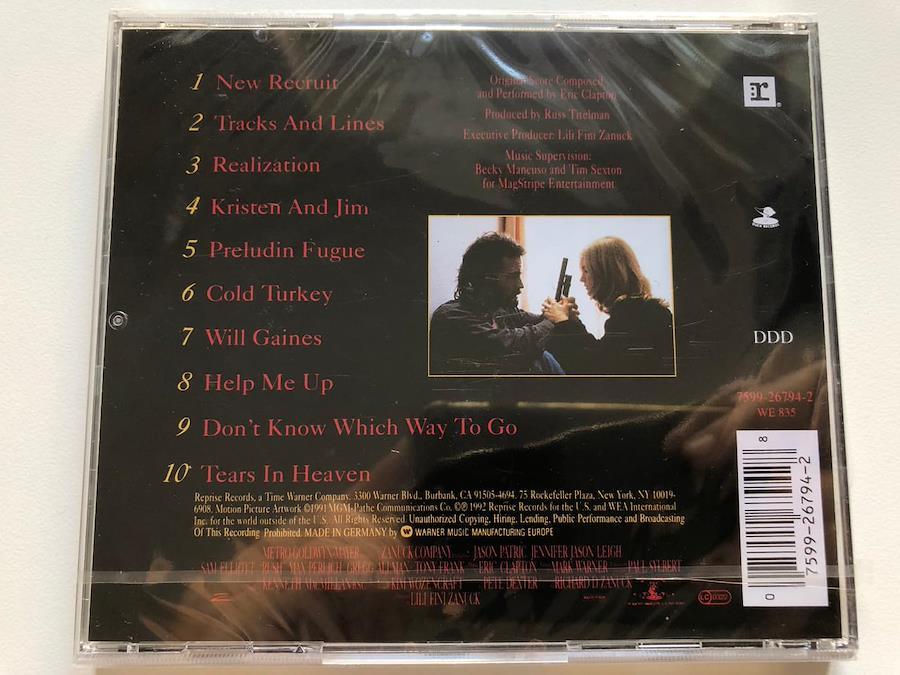 1 New Recruit
2 Tracks And Lines
3 Realization
4 Kristen And Jim
5 Preludin Fugue
6 Cold Turkey
7 Will Gaines
8 Help Me Up
9 Don't Know Which Way To Go
10 Tears In Heaven
Original Score Composed
and Performed by Eric Clapton
Produced by Russ Titelman
Executive Producer: Lili Fini Zanuck
Music Supervision:
Becky Mancuso and Tim Sexton
for MagStripe Entertainment
r
DDD
7599-26794-2
WE 835
8
7599-26794-2
0
Reprise Records, a Time Warner Company. 3300 Warner Blvd., Burbank, CA 91505-4694. 75 Rockefeller Plaza, New York, NY 10019-
6908. Motion Picture Artwork ©1991 MGM-Pathe Communications Co. ©℗ 1992 Reprise Records for the U.S. and WEA International
Inc. for the world outside of the U.S. All Rights Reserved. Unauthorized Copying, Hiring, Lending, Public Performance and Broadcasting
Of This Recording Prohibited. MADE IN GERMANY by WARNER MUSIC MANUFACTURING EUROPE
METRO-GOLDWYN-MAYER ZANUCK COMPANY JASON PATRIC JENNIFER JASON LEIGH
SAM ELLIOTT MAX PERLICH GREGG ALLMAN TONY FRANK ERIC CLAPTON MARK WARNER PAUL SYLBERT
KIM WOZENCRAFT PETE DEXTER RICHARD D. ZANUCK
LILI FINI ZANUCK
LC 0322